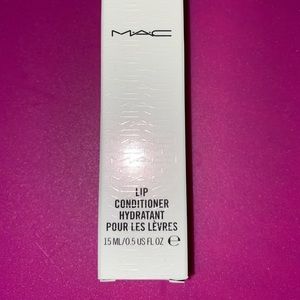 MAC
LIP
CONDITIONER
HYDRATANT
POUR LES LÈVRES
15 ML/0.5 US FL OZ ℮